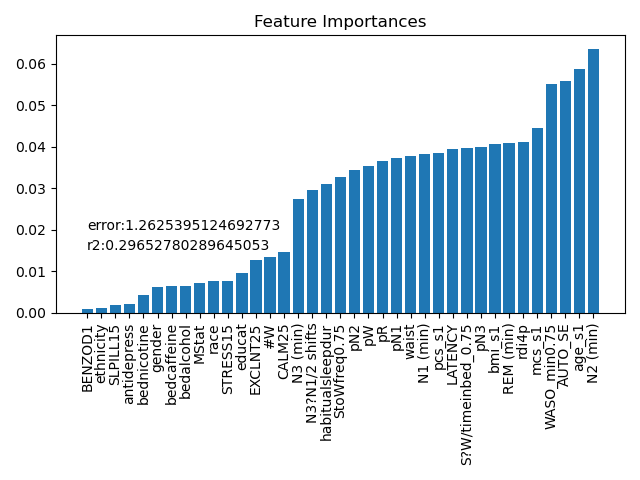 Feature Importances
0.06
0.05
0.04
0.03
0.02
0.01
0.00
error:1.2625395124692773
r2:0.29652780289645053
BENZOD1
ethnicity
SLPILL15
antidepress
bednicotine
gender
bedcaffeine
bedalcohol
MStat
race
STRESS15
educat
EXCLNT25
#W
CALM25
N3 (min)
N3?N1/2 shifts
habitualsleepdur
StoWfreq0.75
pN2
pW
pR
pN1
waist
N1 (min)
pcs_s1
LATENCY
S?W/timeinbed_0.75
pN3
bmi_s1
REM (min)
rdi4p
mcs_s1
WASO_min0.75
AUTO_SE
age_s1
N2 (min)